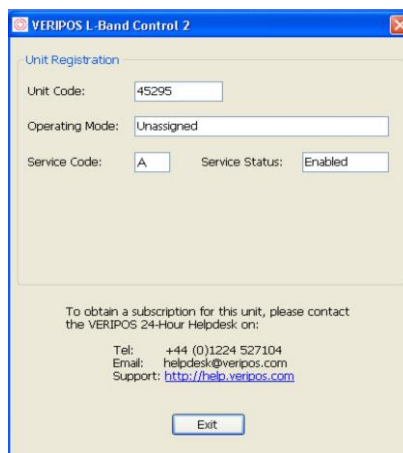 VERIPOS L-Band Control 2
Unit Registration
Unit Code: 45295
Operating Mode: Unassigned
Service Code: A Service Status: Enabled
To obtain a subscription for this unit, please contact
the VERIPOS 24-Hour Helpdesk on:
Tel: +44 (0)1224 527104
Email: helpdesk@veripos.com
Support: http://help.veripos.com
Exit